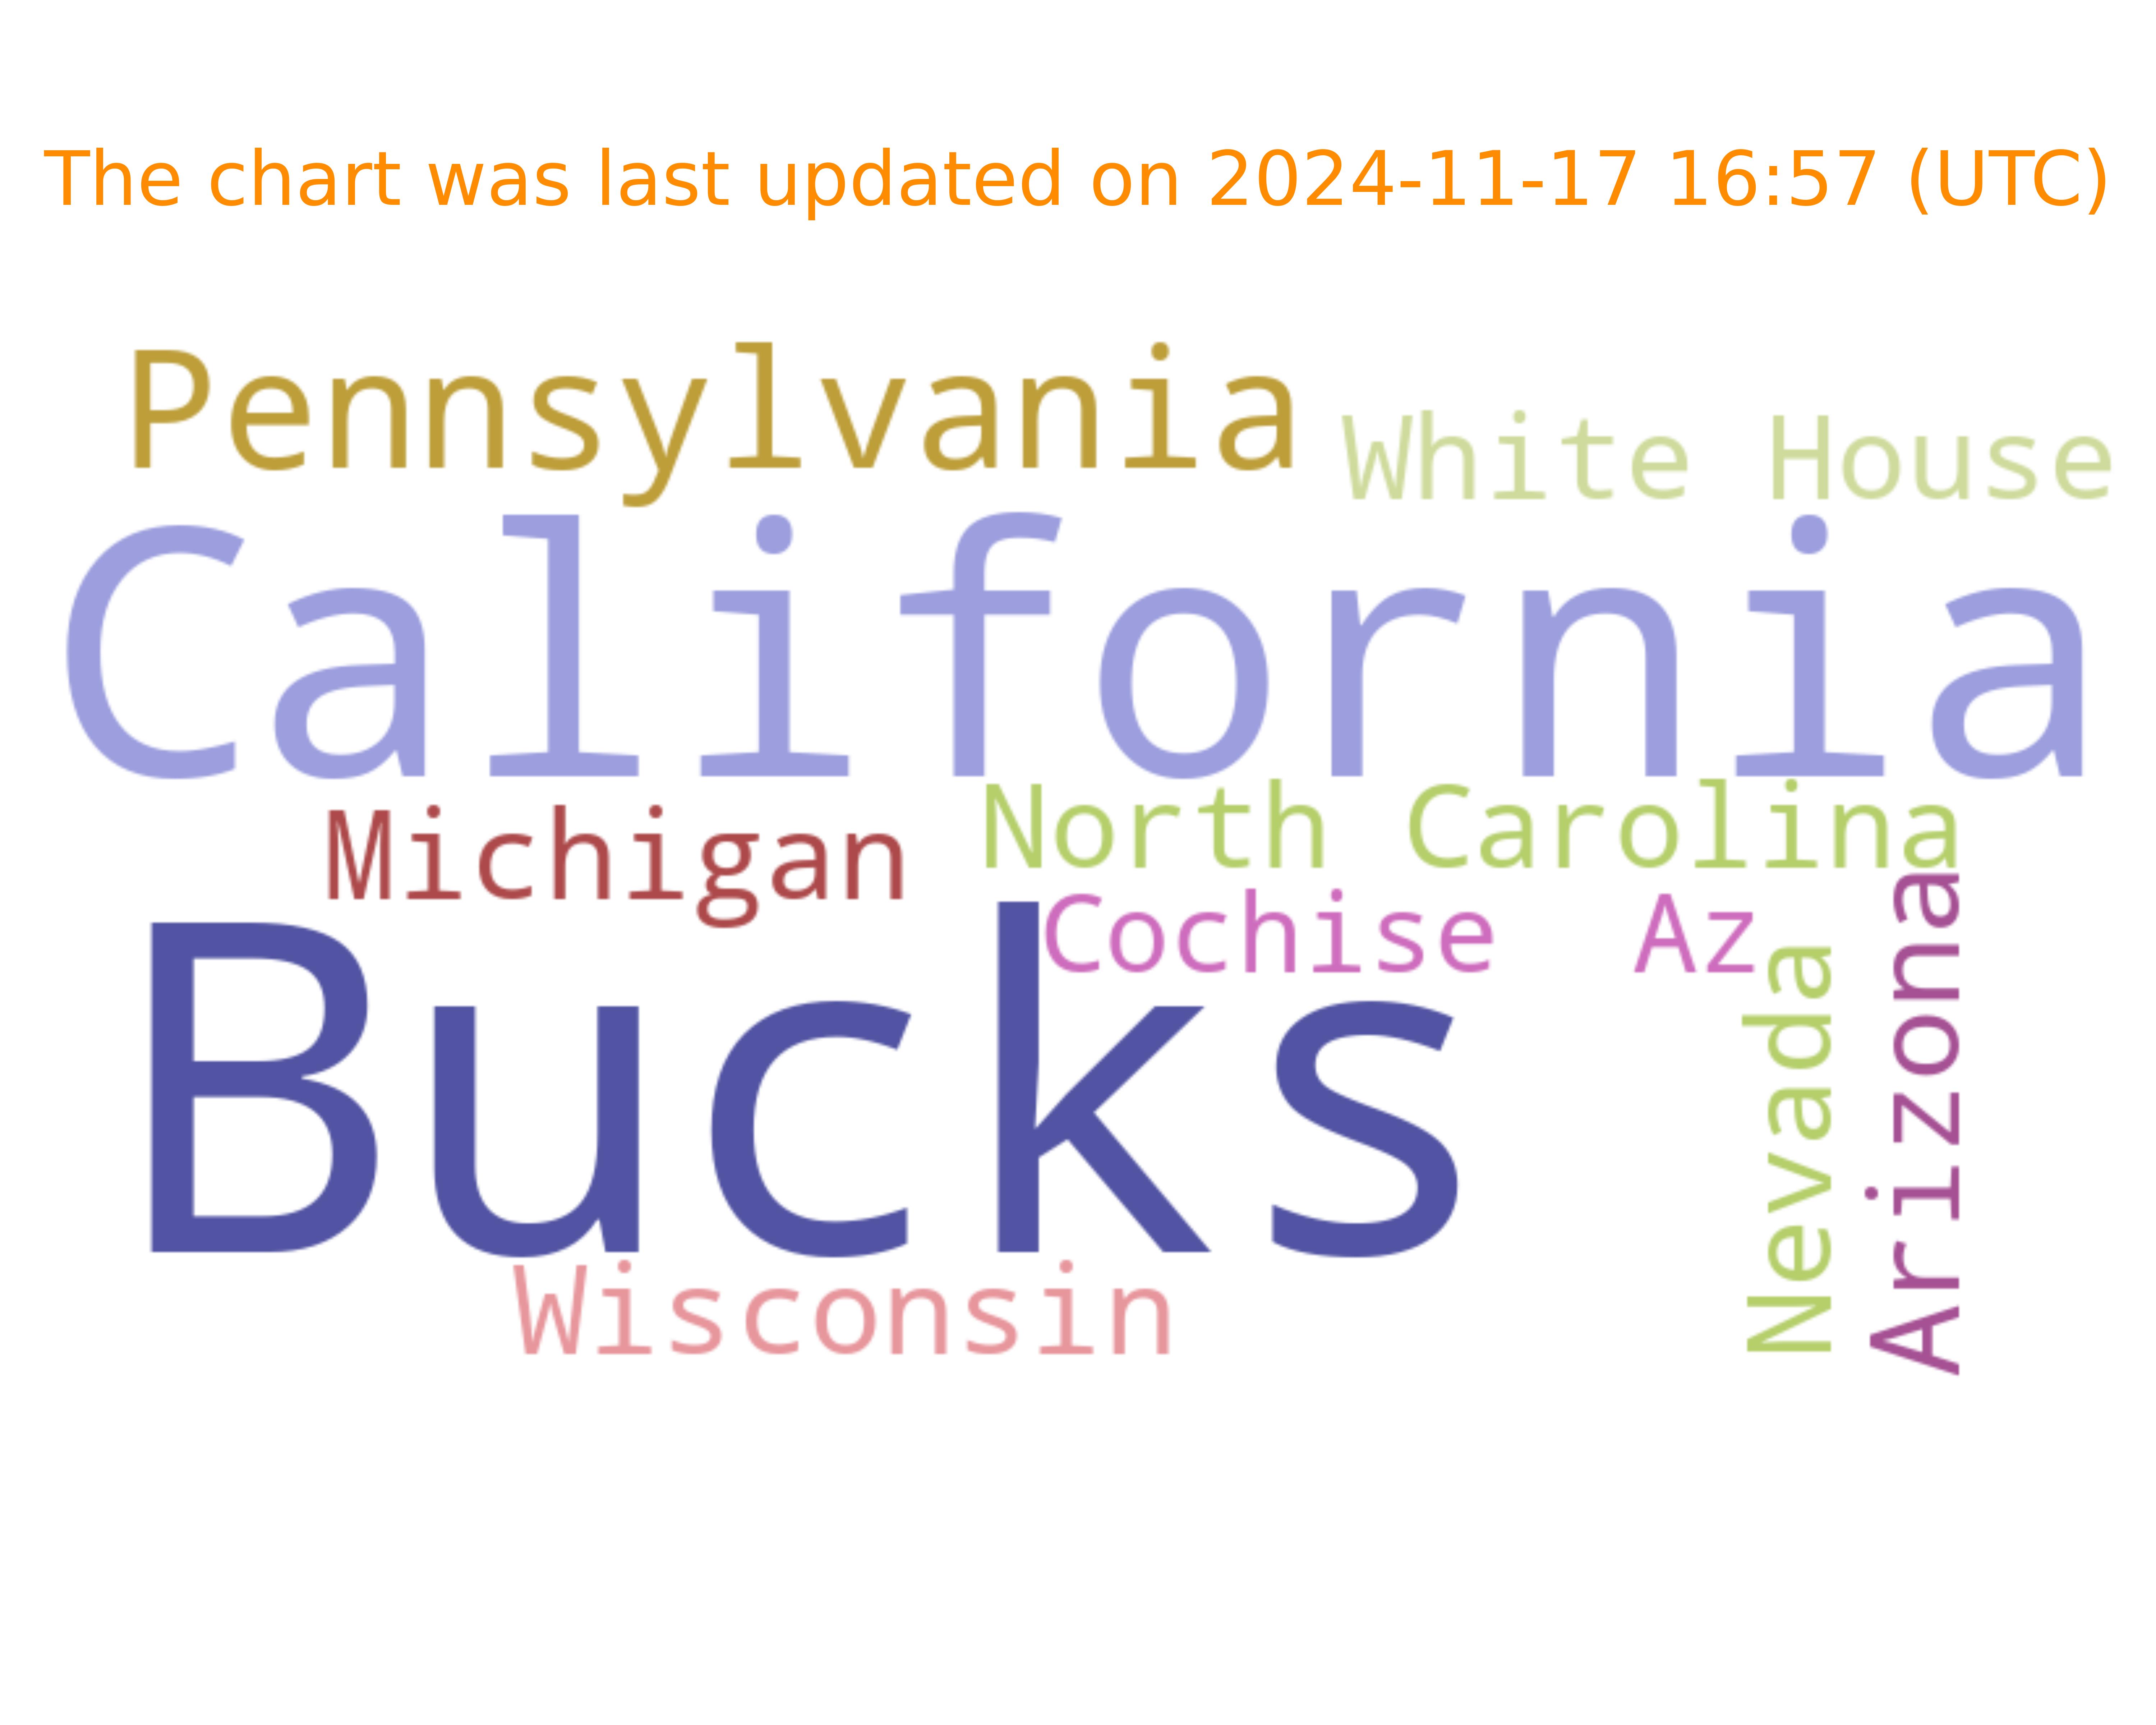 The chart was last updated on 2024-11-17 16:57 (UTC)
Pennsylvania
White House
California
Michigan
North Carolina
Cochise Az
Bucks
Nevada
Arizona
Wisconsin